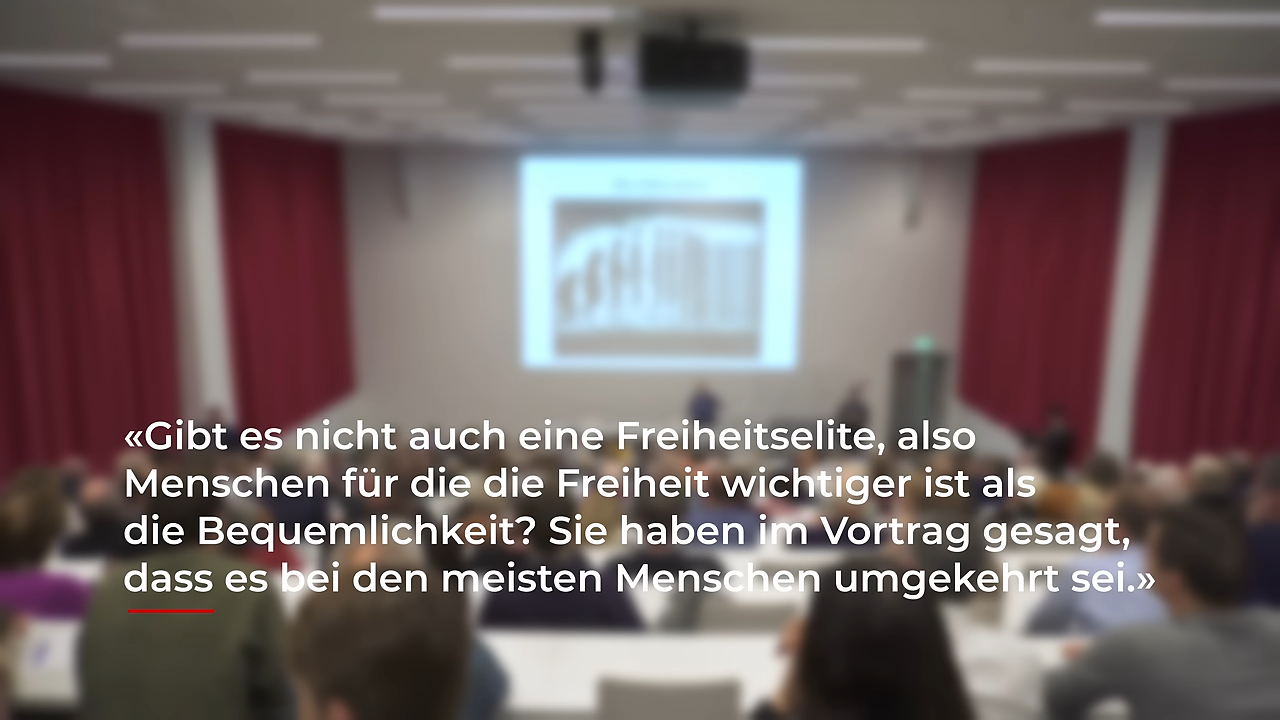 «Gibt es nicht auch eine Freiheitselite, also
Menschen für die die Freiheit wichtiger ist als
die Bequemlichkeit? Sie haben im Vortrag gesagt,
dass es bei den meisten Menschen umgekehrt sei.»